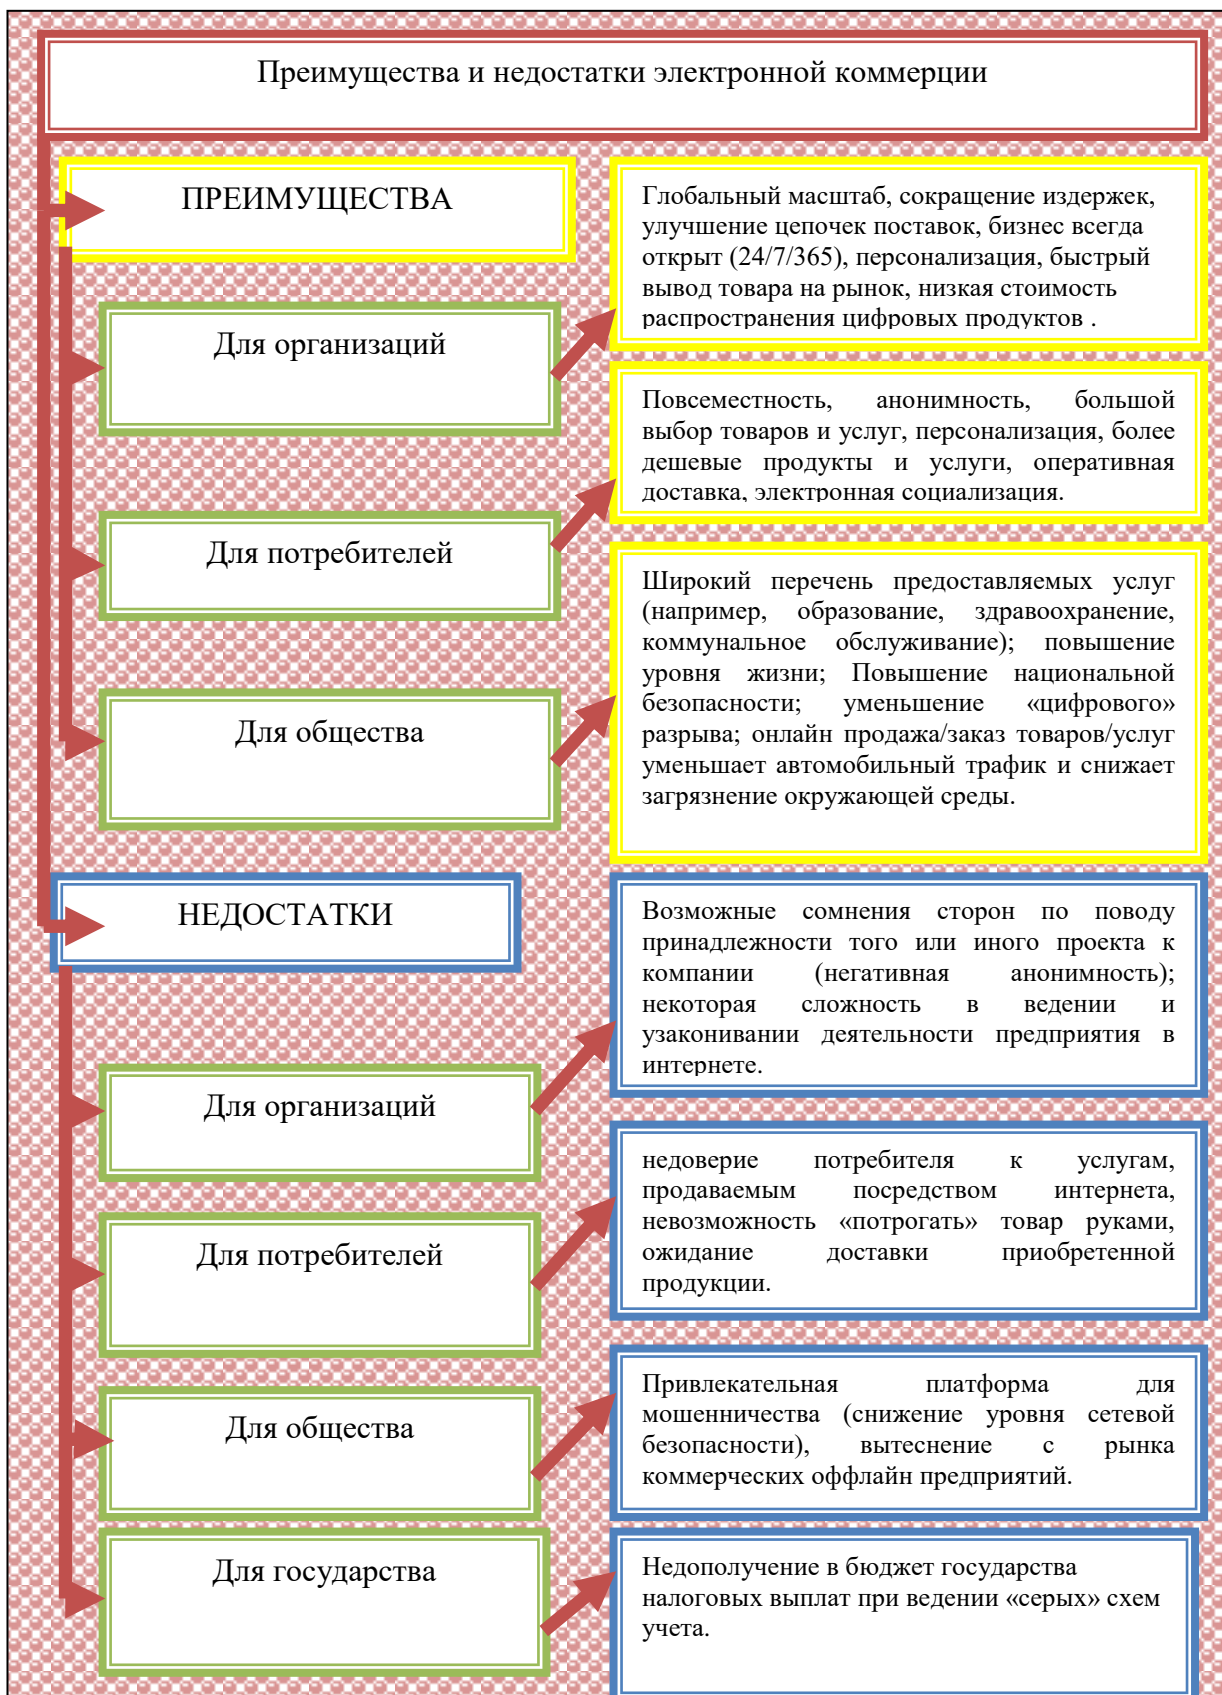 Преимущества и недостатки электронной коммерции
ПРЕИМУЩЕСТВА
Глобальный масштаб, сокращение издержек,
улучшение цепочек поставок, бизнес всегда
открыт (24/7/365), персонализация, быстрый
вывод товара на рынок, низкая стоимость
распространения цифровых продуктов .
Для организаций
Повсеместность, анонимность, большой
выбор товаров и услуг, персонализация, более
дешевые продукты и услуги, оперативная
доставка, электронная социализация.
Для потребителей
Широкий перечень предоставляемых услуг
(например, образование, здравоохранение,
коммунальное обслуживание); повышение
уровня жизни; Повышение национальной
безопасности; уменьшение «цифрового»
разрыва; онлайн продажа/заказ товаров/услуг
уменьшает автомобильный трафик и снижает
загрязнение окружающей среды.
Для общества
НЕДОСТАТКИ
Возможные сомнения сторон по поводу
принадлежности того или иного проекта к
компании (негативная анонимность);
некоторая сложность в ведении и
узаконивании деятельности предприятия в
интернете.
Для организаций
недоверие потребителя к услугам,
продаваемым посредством интернета,
невозможность «потрогать» товар руками,
ожидание доставки приобретенной
продукции.
Для потребителей
Привлекательная платформа для
мошенничества (снижение уровня сетевой
безопасности), вытеснение с рынка
коммерческих оффлайн предприятий.
Для общества
Недополучение в бюджет государства
налоговых выплат при ведении «серых» схем
учета.
Для государства